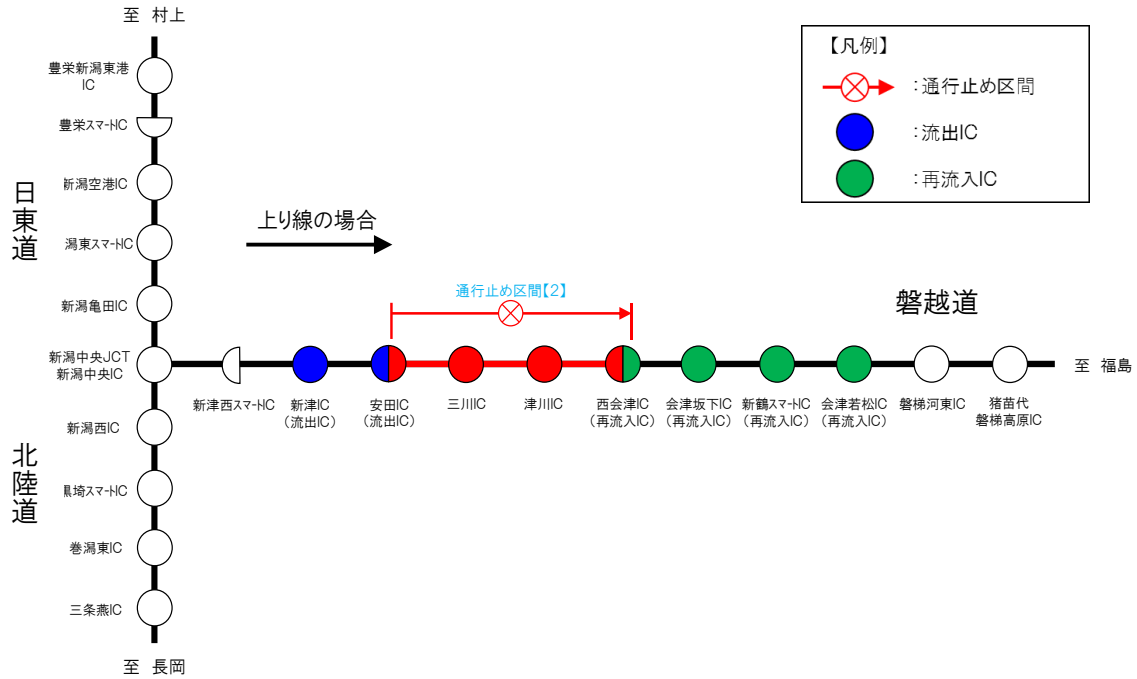 至 村上
【凡例】
：通行止め区間
：流出IC
：再流入IC
豊栄新潟東港
IC
豊栄スマートIC
新潟空港IC
潟東スマートIC
新潟亀田IC
新潟中央JCT
新潟中央IC
新潟西IC
黒埼スマートIC
巻潟東IC
三条燕IC
至 長岡
日東道
北陸道
上り線の場合
通行止め区間【2】
磐越道
至 福島
新津西スマートIC
新津IC
（流出IC）
安田IC
（流出IC）
三川IC
津川IC
西会津IC
（再流入IC）
会津坂下IC
（再流入IC）
新鶴スマートIC
（再流入IC）
会津若松IC
（再流入IC）
磐梯河東IC
猪苗代
磐梯高原IC